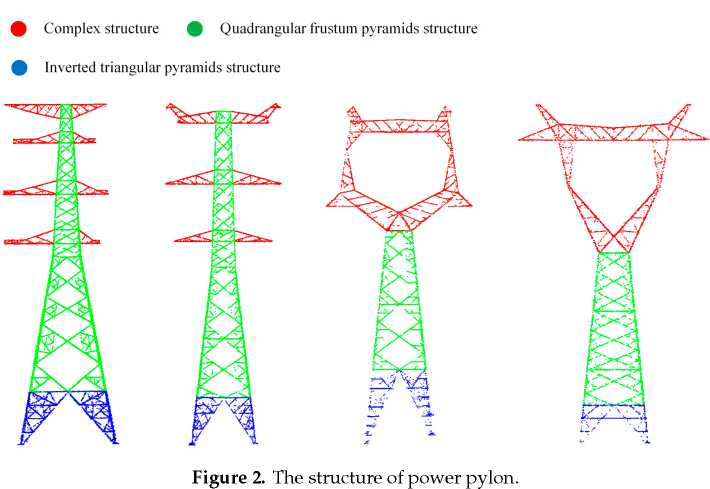 Complex structure
Quadrangular frustum pyramids structure
Inverted triangular pyramids structure
Figure 2. The structure of power pylon.